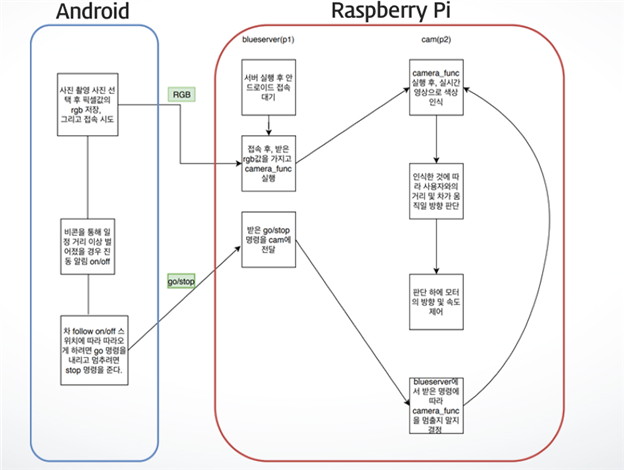 Android
Raspberry Pi
blueserver(p1)
cam(p2)
사진 촬영 사진 선
택 후 픽셀값의
rgb 저장,
그리고 접속 시도
RGB
서버 실행 후 안
드로이드 접속
대기
camera_func
실행 후, 실시간
영상으로 색상
인식
접속 후, 받은
rgb값을 가지고
camera_func
실행
인식한 것에 따
라 사용자와의
거리 및 차가 움
직일 방향 판단
비콘을 통해 일
정 거리 이상 벌
어졌을 경우 진
동 알림 on/off
받은 go/stop
명령을 cam에
전달
go/stop
판단 하에 모터
의 방향 및 속도
제어
차 follow on/off 스
위치에 따라 따라오
게 하려면 go 명령을
내리고 멈추려면
stop 명령을 준다.
blueserver에
서 받은 명령에
따라
camera_func
을 멈출지 말지
결정